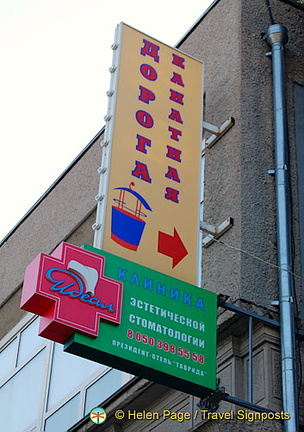 КАНАТНАЯ
ДОРОГА
Идеал
КЛИНИКА
ЭСТЕТИЧЕСКОЙ
СТОМАТОЛОГИИ
8 050 398 55 58
ПРЕЗИДЕНТ-ОТЕЛЬ "ТАВРИДА"
© Helen Page / Travel Signposts